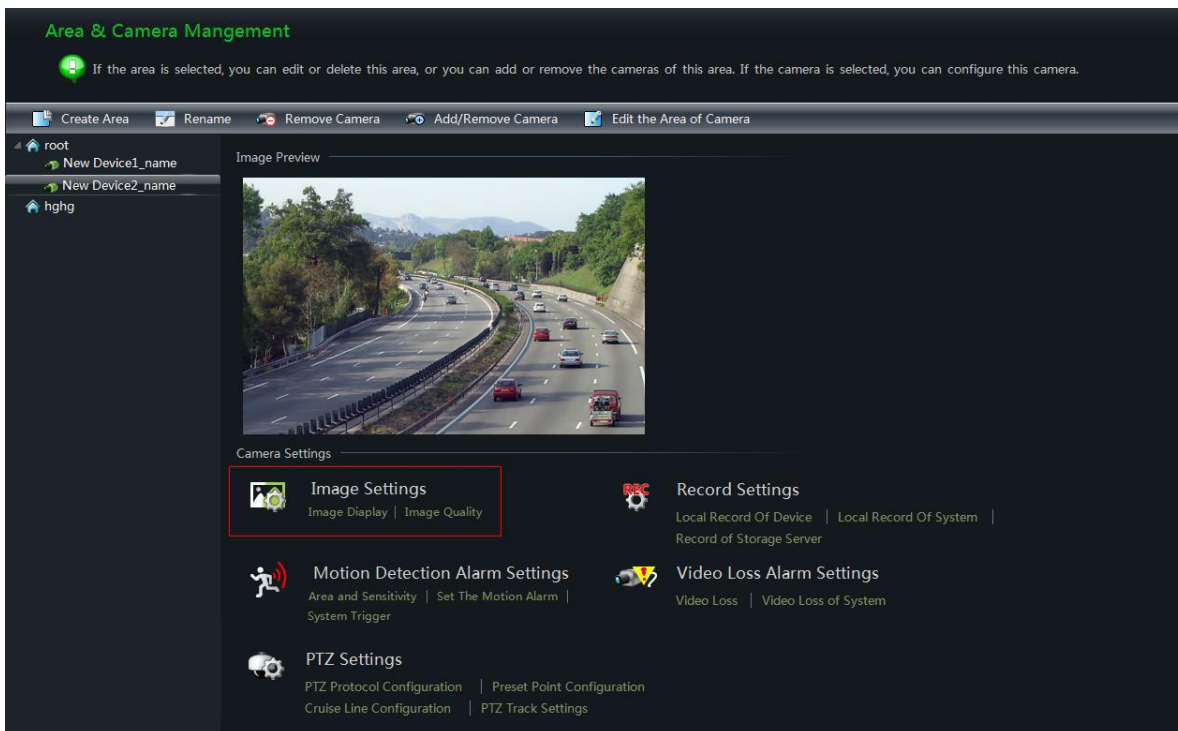 Area & Camera Mangement
If the area is selected, you can edit or delete this area, or you can add or remove the cameras of this area. If the camera is selected, you can configure this camera.
Create Area Rename Remove Camera Add/Remove Camera Edit the Area of Camera
root
New Device1_name
New Device2_name
hghg
Image Preview
Camera Settings
Image Settings
Image Diaplay | Image Quality
Record Settings
Local Record Of Device | Local Record Of System |
Record of Storage Server
Motion Detection Alarm Settings
Area and Sensitivity | Set The Motion Alarm |
System Trigger
Video Loss Alarm Settings
Video Loss | Video Loss of System
PTZ Settings
PTZ Protocol Configuration | Preset Point Configuration
Cruise Line Configuration | PTZ Track Settings
REC